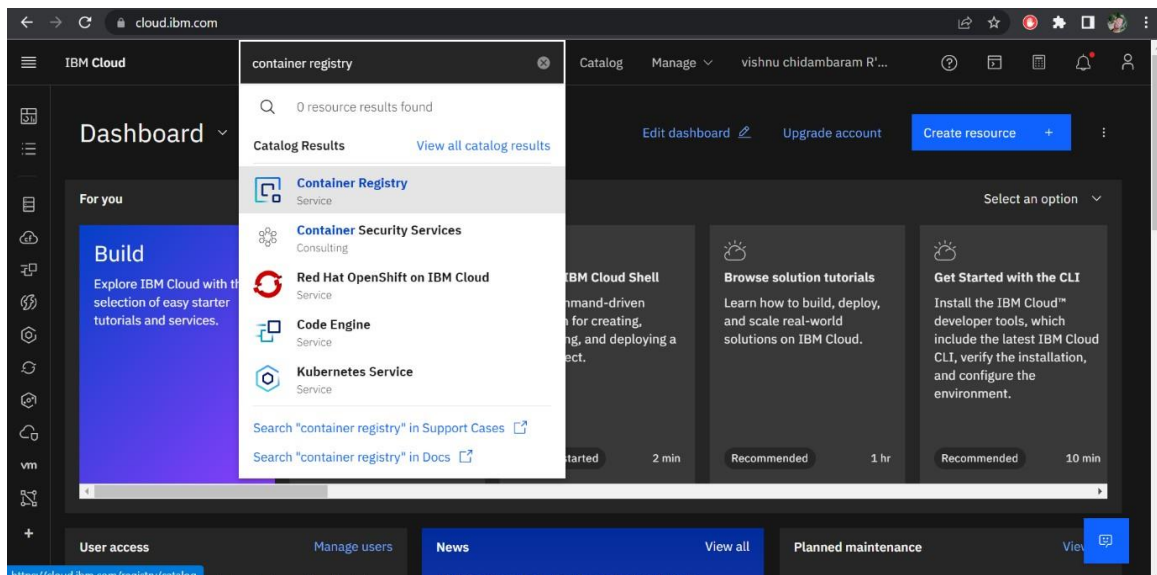 cloud.ibm.com
IBM Cloud
container registry
Catalog
Manage
vishnu chidambaram R'...
0 resource results found
Dashboard
Edit dashboard
Upgrade account
Create resource +
Catalog Results
View all catalog results
Container Registry
Service
Container Security Services
Consulting
Red Hat OpenShift on IBM Cloud
Service
Code Engine
Service
Kubernetes Service
Service
Search "container registry" in Support Cases
Search "container registry" in Docs
For you
Select an option
Build
Explore IBM Cloud with
selection of easy starter
tutorials and services.
IBM Cloud Shell
for creating,
and deploying a
2 min
Browse solution tutorials
Learn how to build, deploy,
and scale real-world
solutions on IBM Cloud.
Recommended
1 hr
Get Started with the CLI
Install the IBM Cloud™
developer tools, which
include the latest IBM Cloud
CLI, verify the installation,
and configure the
environment.
Recommended
10 min
vm
User access
Manage users
News
View all
Planned maintenance